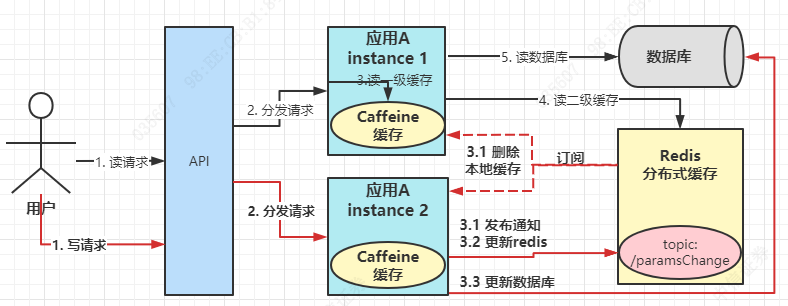 应用A
instance 1
5. 读数据库
数据库
3.读一级缓存
2. 分发请求
4. 读二级缓存
Caffeine
缓存
1. 读请求
API
3.1 删除
本地缓存
订阅
Redis
分布式缓存
用户
应用A
instance 2
2. 分发请求
3.1 发布通知
3.2 更新redis
1. 写请求
topic:
/paramsChange
Caffeine
缓存
3.3 更新数据库